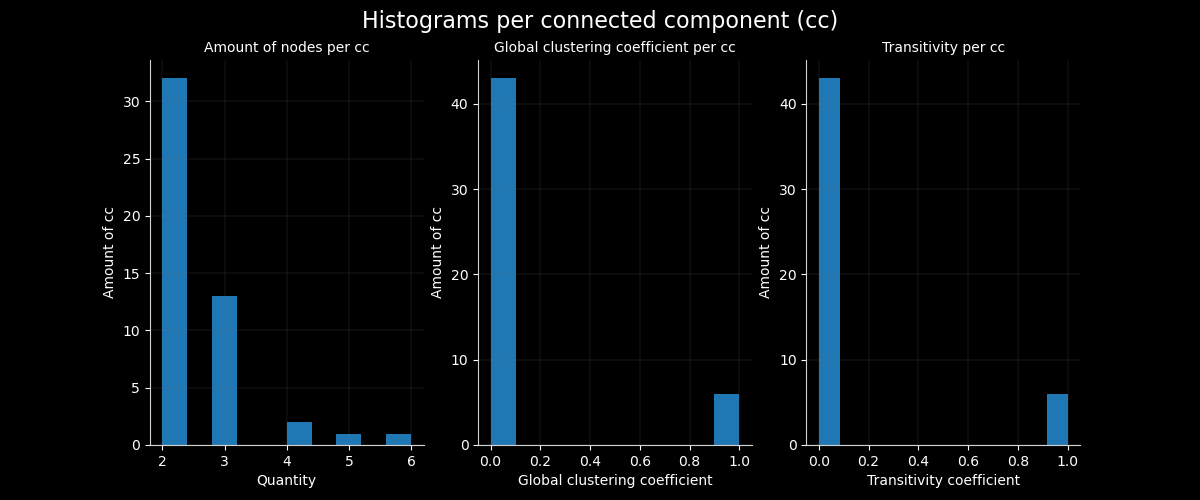 Histograms per connected component (cc)
Amount of nodes per cc
Global clustering coefficient per cc
Transitivity per cc
Amount of cc
30
25
20
15
10
5
0
2 3 4 5 6
Quantity
Amount of cc
40
30
20
10
0
0.0 0.2 0.4 0.6 0.8 1.0
Global clustering coefficient
Amount of cc
40
30
20
10
0
0.0 0.2 0.4 0.6 0.8 1.0
Transitivity coefficient